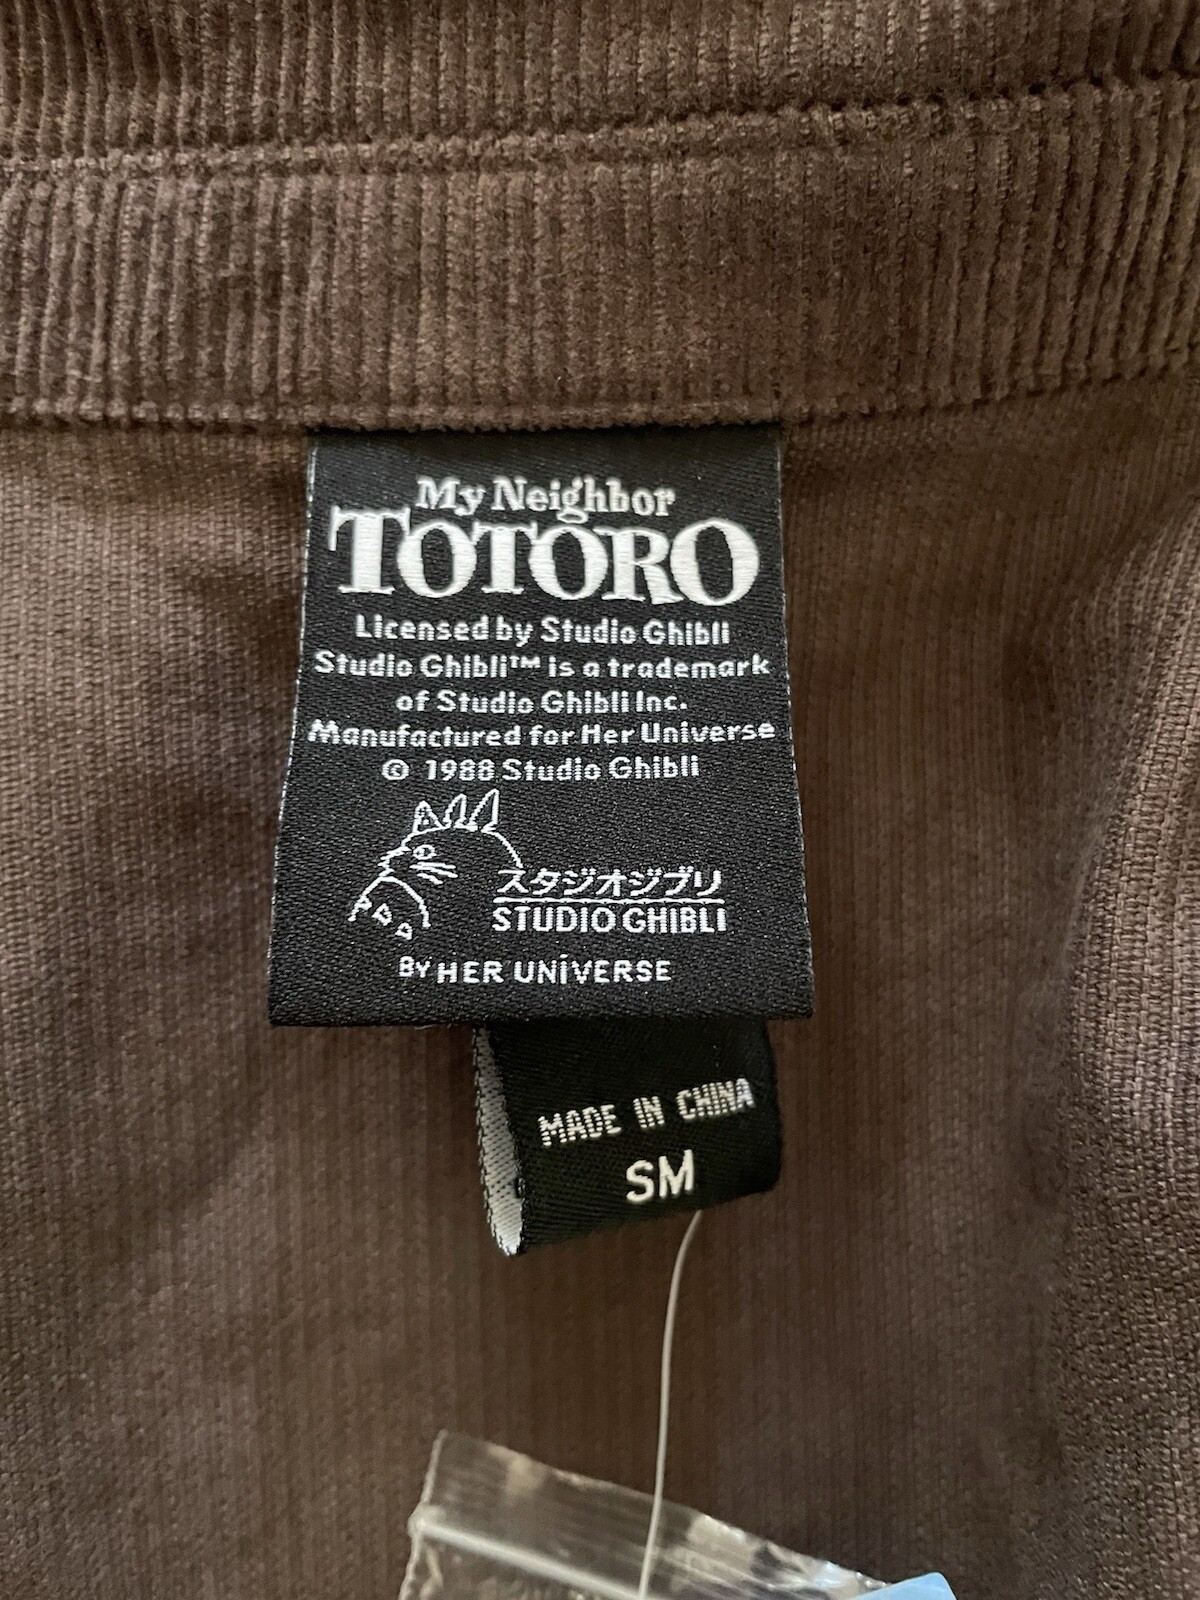 My Neighbor
TOTORO
Licensed by Studio Ghibli
Studio Ghibli™ is a trademark
of Studio Ghibli Inc.
Manufactured for Her Universe
© 1988 Studio Ghibli
スタジオジブリ
STUDIO GHIBLI
BY HER UNIVERSE
MADE IN CHINA
SM